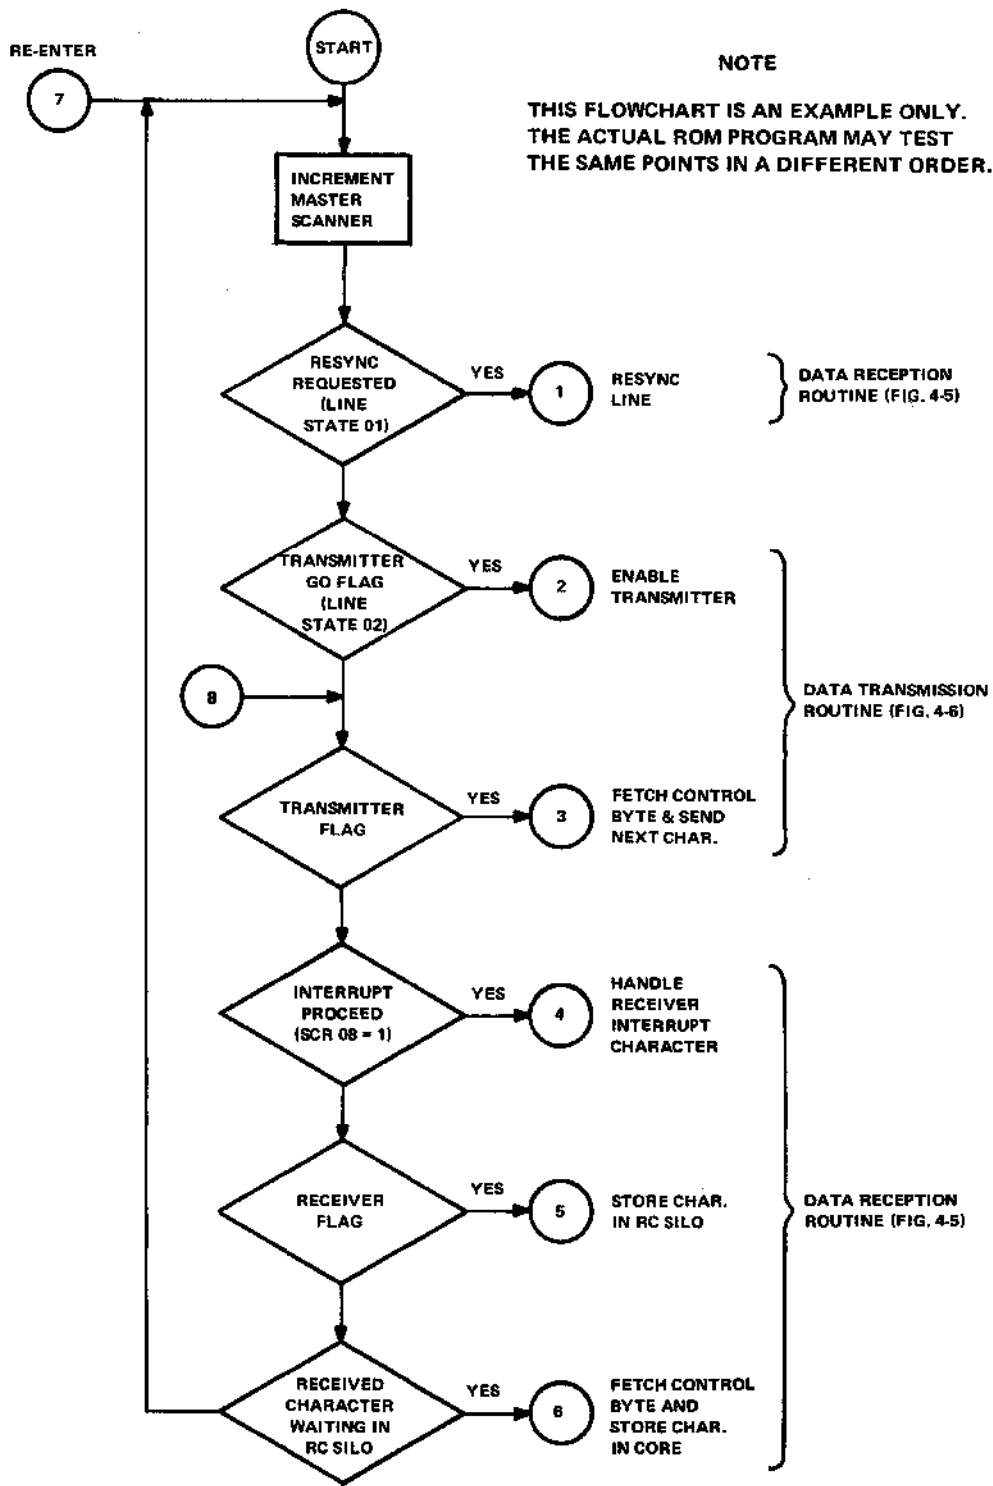 START
RE-ENTER
7
NOTE
THIS FLOWCHART IS AN EXAMPLE ONLY.
THE ACTUAL ROM PROGRAM MAY TEST
THE SAME POINTS IN A DIFFERENT ORDER.
INCREMENT
MASTER
SCANNER
RESYNC
REQUESTED
(LINE
STATE 01)
YES
1
RESYNC
LINE
DATA RECEPTION
ROUTINE (FIG. 4-5)
TRANSMITTER
GO FLAG
(LINE
STATE 02)
YES
2
ENABLE
TRANSMITTER
8
DATA TRANSMISSION
ROUTINE (FIG. 4-6)
TRANSMITTER
FLAG
YES
3
FETCH CONTROL
BYTE & SEND
NEXT CHAR.
INTERRUPT
PROCEED
(SCR 08 = 1)
YES
4
HANDLE
RECEIVER
INTERRUPT
CHARACTER
RECEIVER
FLAG
YES
5
STORE CHAR.
IN RC SILO
DATA RECEPTION
ROUTINE (FIG. 4-5)
RECEIVED
CHARACTER
WAITING IN
RC SILO
YES
6
FETCH CONTROL
BYTE AND
STORE CHAR.
IN CORE